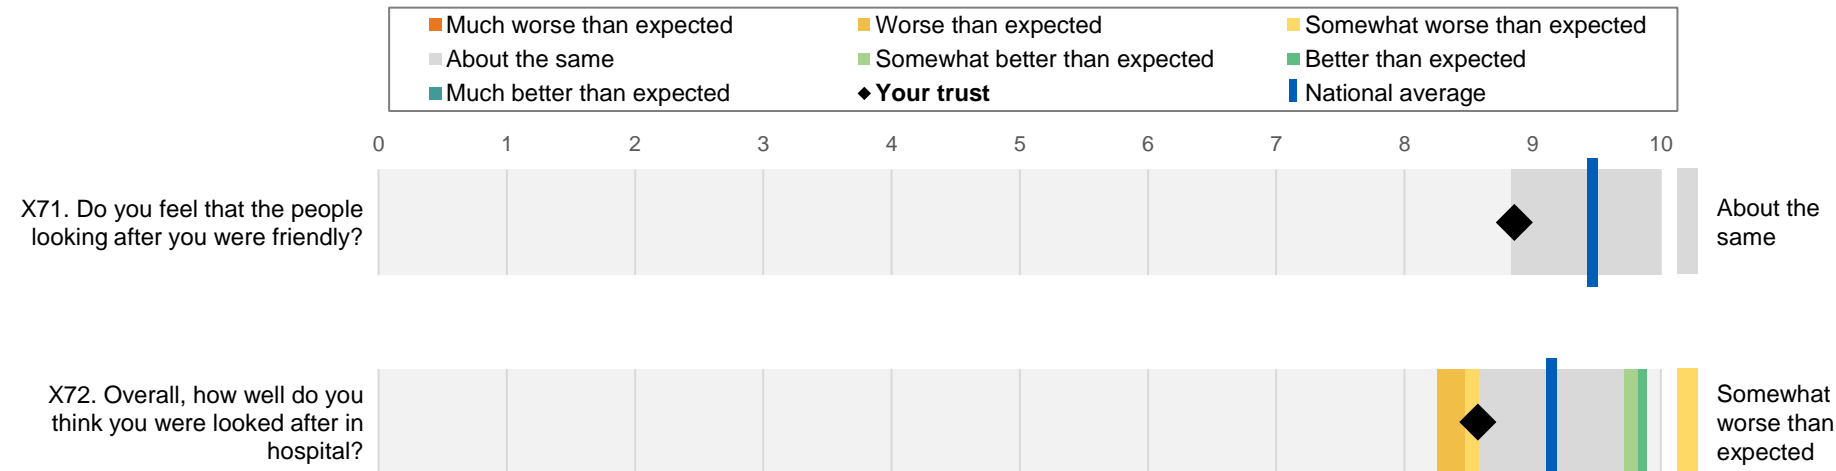 Much worse than expected
Worse than expected
Somewhat worse than expected
About the same
Somewhat better than expected
Better than expected
Much better than expected
Your trust
National average
0 1 2 3 4 5 6 7 8 9 10
X71. Do you feel that the people
looking after you were friendly?
About the
same
X72. Overall, how well do you
think you were looked after in
hospital?
Somewhat
worse than
expected